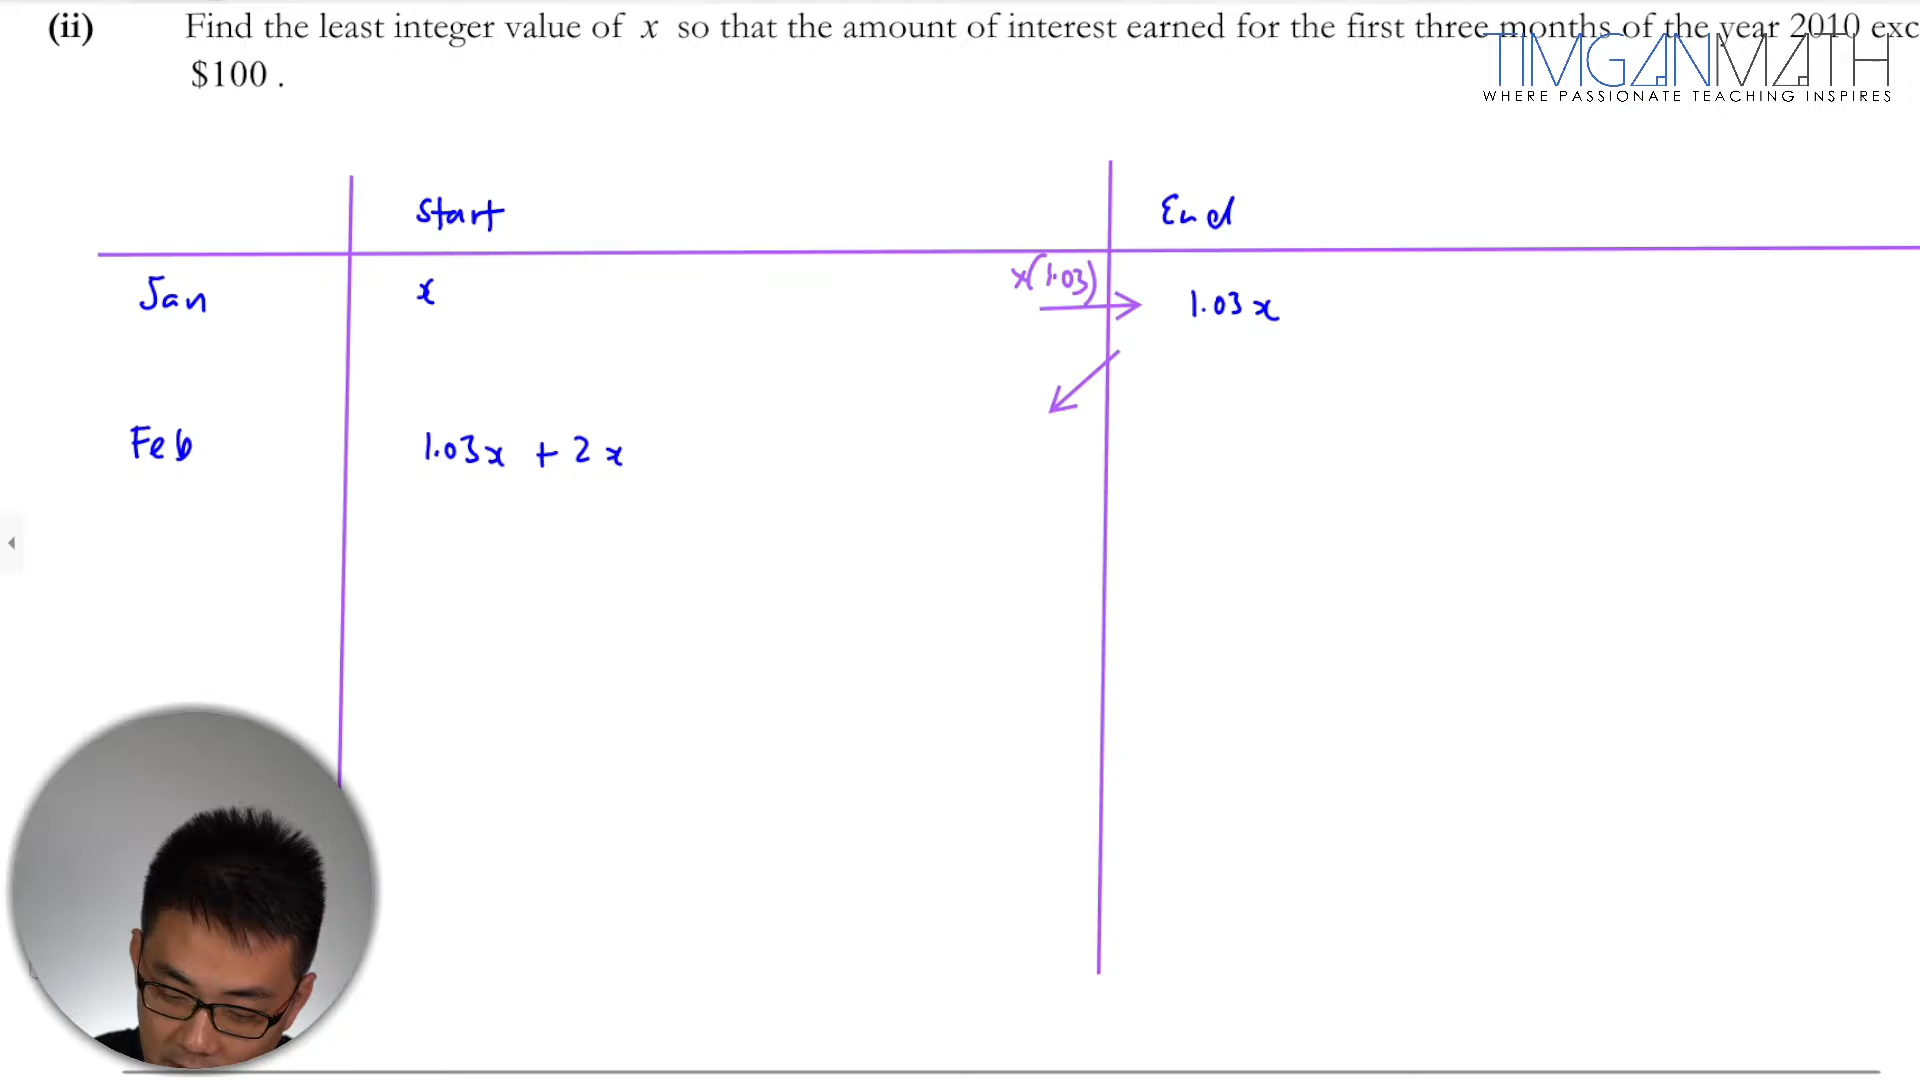 (ii) Find the least integer value of x so that the amount of interest earned for the first three months of the year 2010 exc
$100 .
TIMGANMATH
WHERE PASSIONATE TEACHING INSPIRES
Start End
Jan x x(1.03) 1.03x
Feb 1.03x + 2x